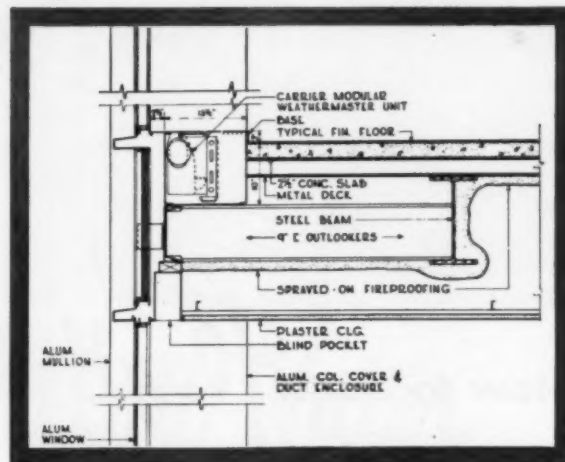 CARRIER MODULAR
WEATHERMASTER UNIT
BASE
TYPICAL FIN. FLOOR
2½" CONC. SLAB
METAL DECK
STEEL BEAM
9" [ OUTLOOKERS
SPRAYED-ON FIREPROOFING
PLASTER CLG.
BLIND POCKET
ALUM.
MULLION
ALUM. COL. COVER &
DUCT ENCLOSURE
ALUM.
WINDOW